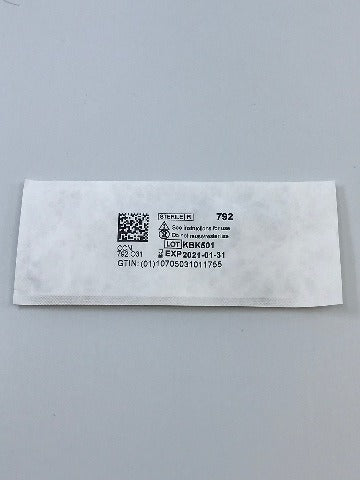 STERILE R 792
See instructions for use
Do not reuse/resterilize
LOT KBK501
EXP 2021-01-31
792.C01
GTIN: (01)10705031011755